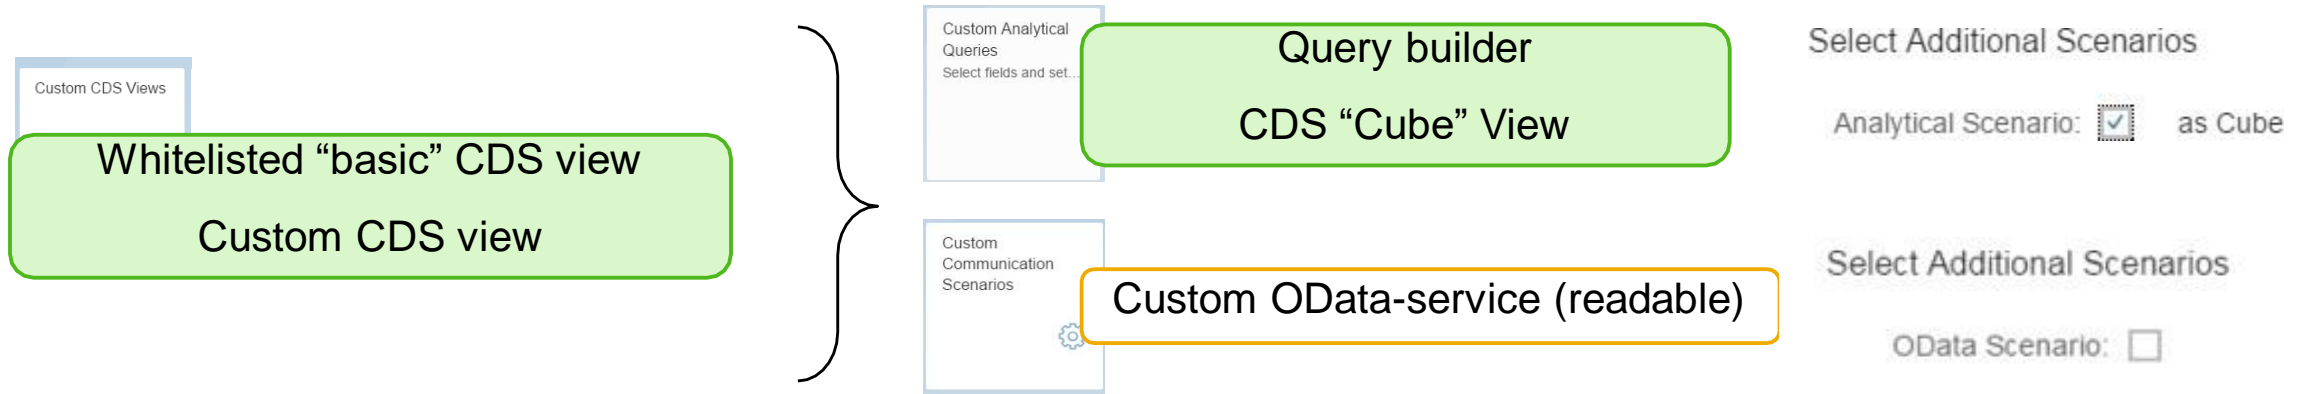 Custom CDS Views
Whitelisted “basic” CDS view
Custom CDS view
Custom Analytical
Queries
Select fields and set...
Query builder
CDS “Cube” View
Select Additional Scenarios
Analytical Scenario: as Cube
Custom
Communication
Scenarios
Custom OData-service (readable)
Select Additional Scenarios
OData Scenario: